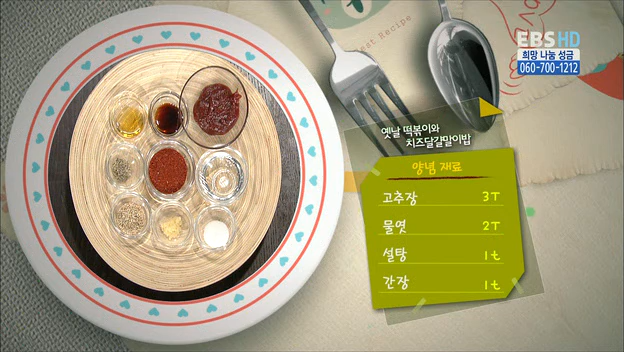 EBS HD
희망 나눔 성금
060-700-1212
est Recipe
옛날 떡볶이와
치즈달걀말이밥
양념 재료
고추장 3T
물엿 2T
설탕 1t
간장 1t